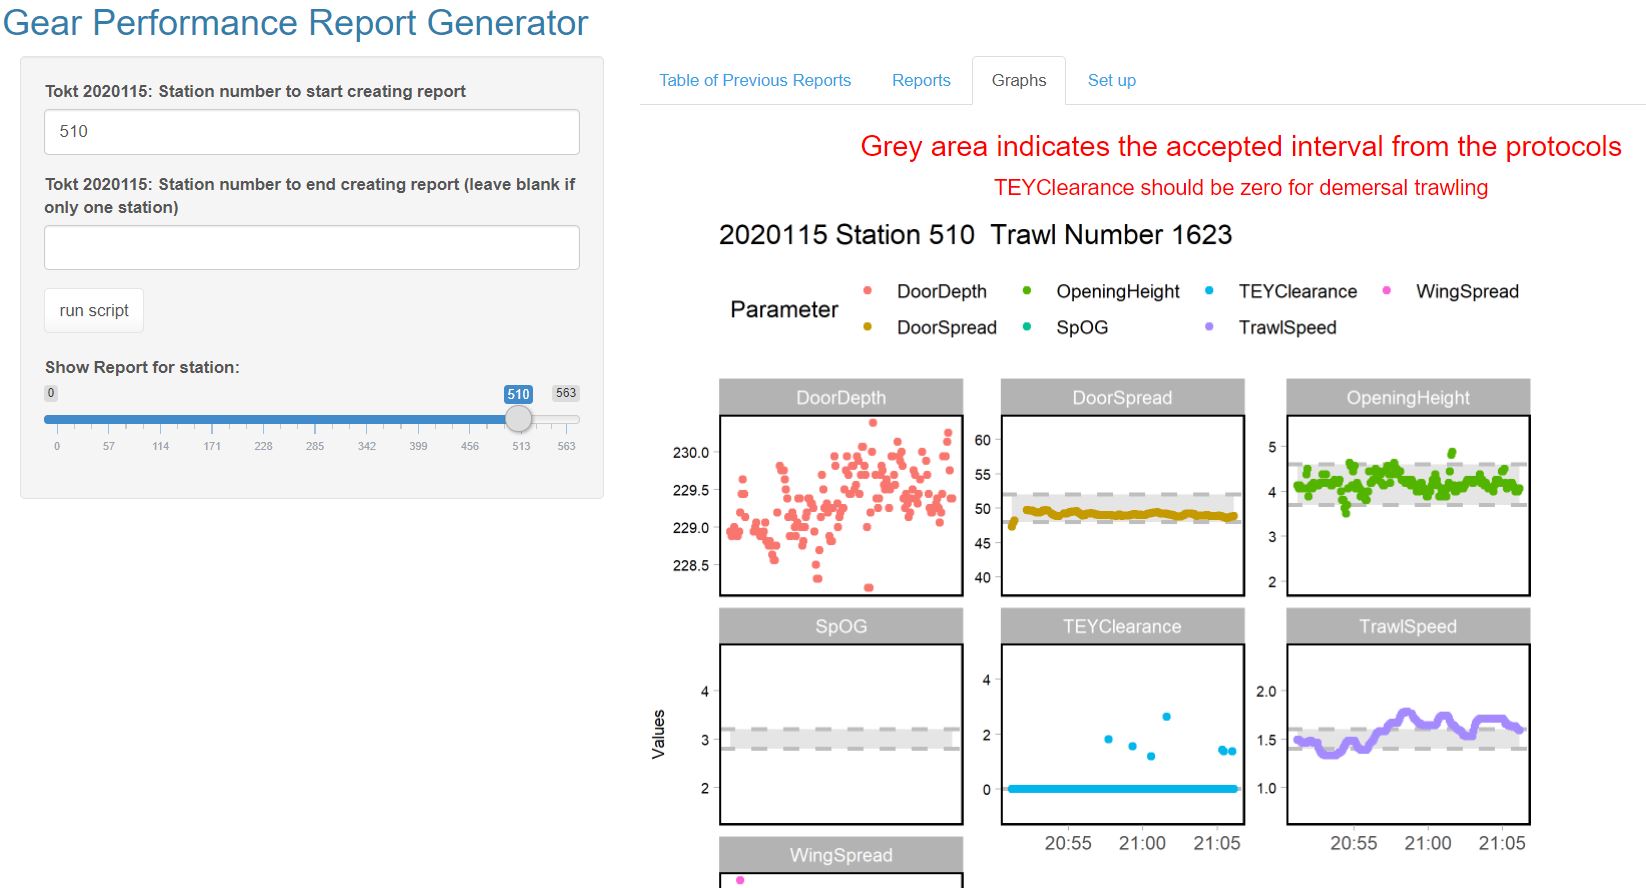 Gear Performance Report Generator
Tokt 2020115: Station number to start creating report
510
Tokt 2020115: Station number to end creating report (leave blank if
only one station)
run script
Show Report for station:
0 510 563
0 57 114 171 228 285 342 399 456 513 563
Table of Previous Reports Reports Graphs Set up
Grey area indicates the accepted interval from the protocols
TEYClearance should be zero for demersal trawling
2020115 Station 510 Trawl Number 1623
Parameter
DoorDepth OpeningHeight TEYClearance WingSpread
DoorSpread SpOG TrawlSpeed
DoorDepth
230.0
229.5
229.0
228.5
DoorSpread
60
55
50
45
40
OpeningHeight
5
4
3
2
Values
SpOG
4
3
2
TEYClearance
4
2
0
20:55 21:00 21:05
TrawlSpeed
2.0
1.5
1.0
20:55 21:00 21:05
WingSpread